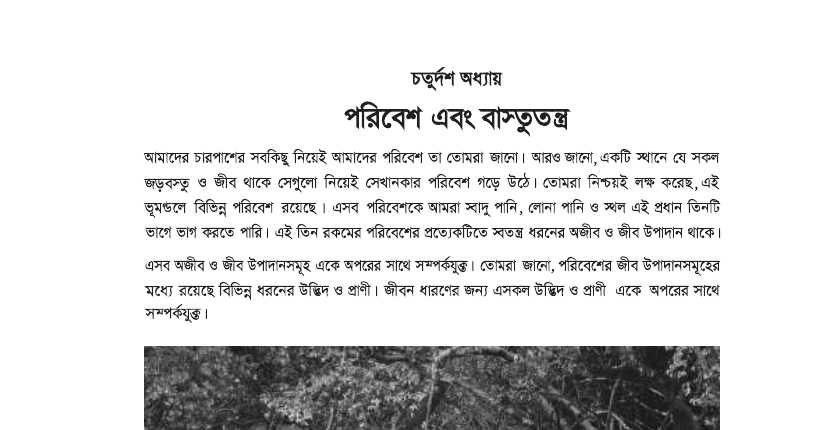 চতুর্দশ অধ্যায়
পরিবেশ এবং বাস্তুতন্ত্র
আমাদের চারপাশের সবকিছু নিয়েই আমাদের পরিবেশ তা তোমরা জানো। আরও জানো, একটি স্থানে যে সকল
জড়বস্তু ও জীব থাকে সেগুলো নিয়েই সেখানকার পরিবেশ গড়ে উঠে। তোমরা নিশ্চয়ই লক্ষ করেছ, এই
ভূমণ্ডলে বিভিন্ন পরিবেশ রয়েছে। এসব পরিবেশকে আমরা স্বাদু পানি, লোনা পানি ও স্থল এই প্রধান তিনটি
ভাগে ভাগ করতে পারি। এই তিন রকমের পরিবেশের প্রত্যেকটিতে স্বতন্ত্র ধরনের অজীব ও জীব উপাদান থাকে।
এসব অজীব ও জীব উপাদানসমূহ একে অপরের সাথে সম্পর্কযুক্ত। তোমরা জানো, পরিবেশের জীব উপাদানসমূহের
মধ্যে রয়েছে বিভিন্ন ধরনের উদ্ভিদ ও প্রাণী। জীবন ধারণের জন্য এসকল উদ্ভিদ ও প্রাণী একে অপরের সাথে
সম্পর্কযুক্ত।